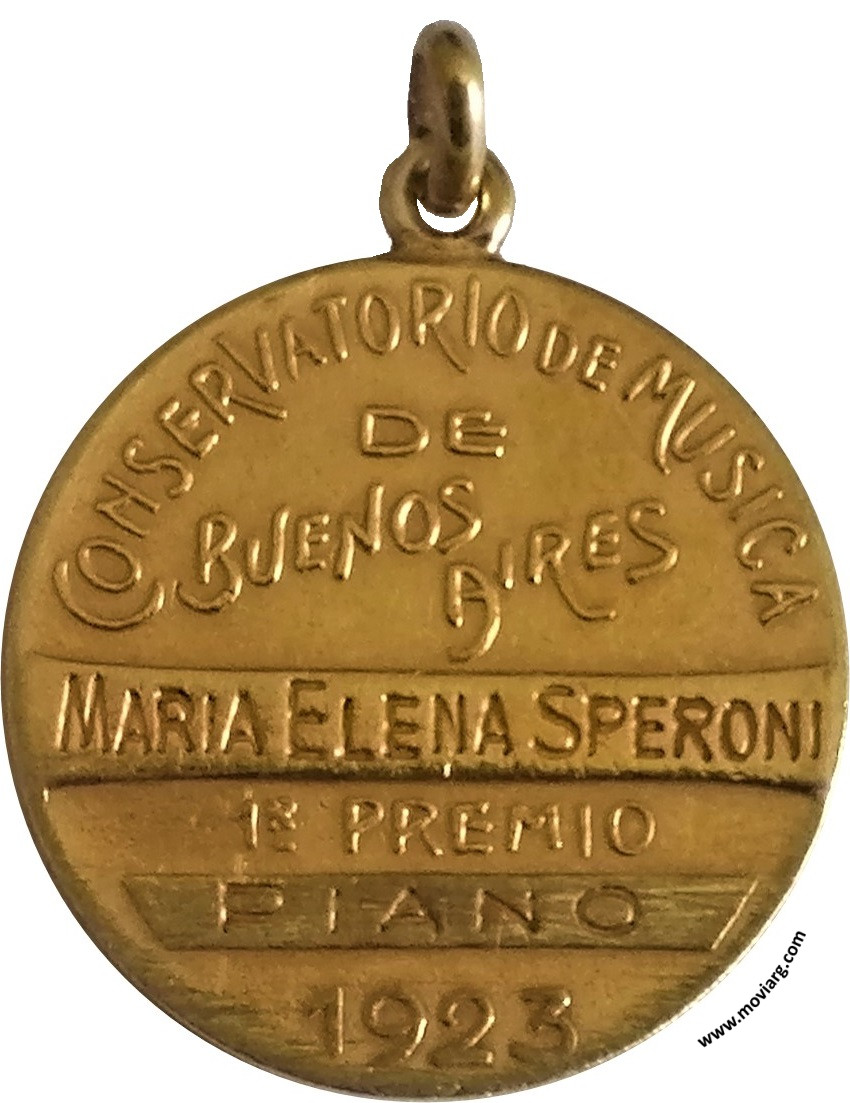 CONSERVATORIO DE MUSICA
DE
BUENOS AIRES
MARIA ELENA SPERONI
1er PREMIO
PIANO
1923
www.moviarg.com